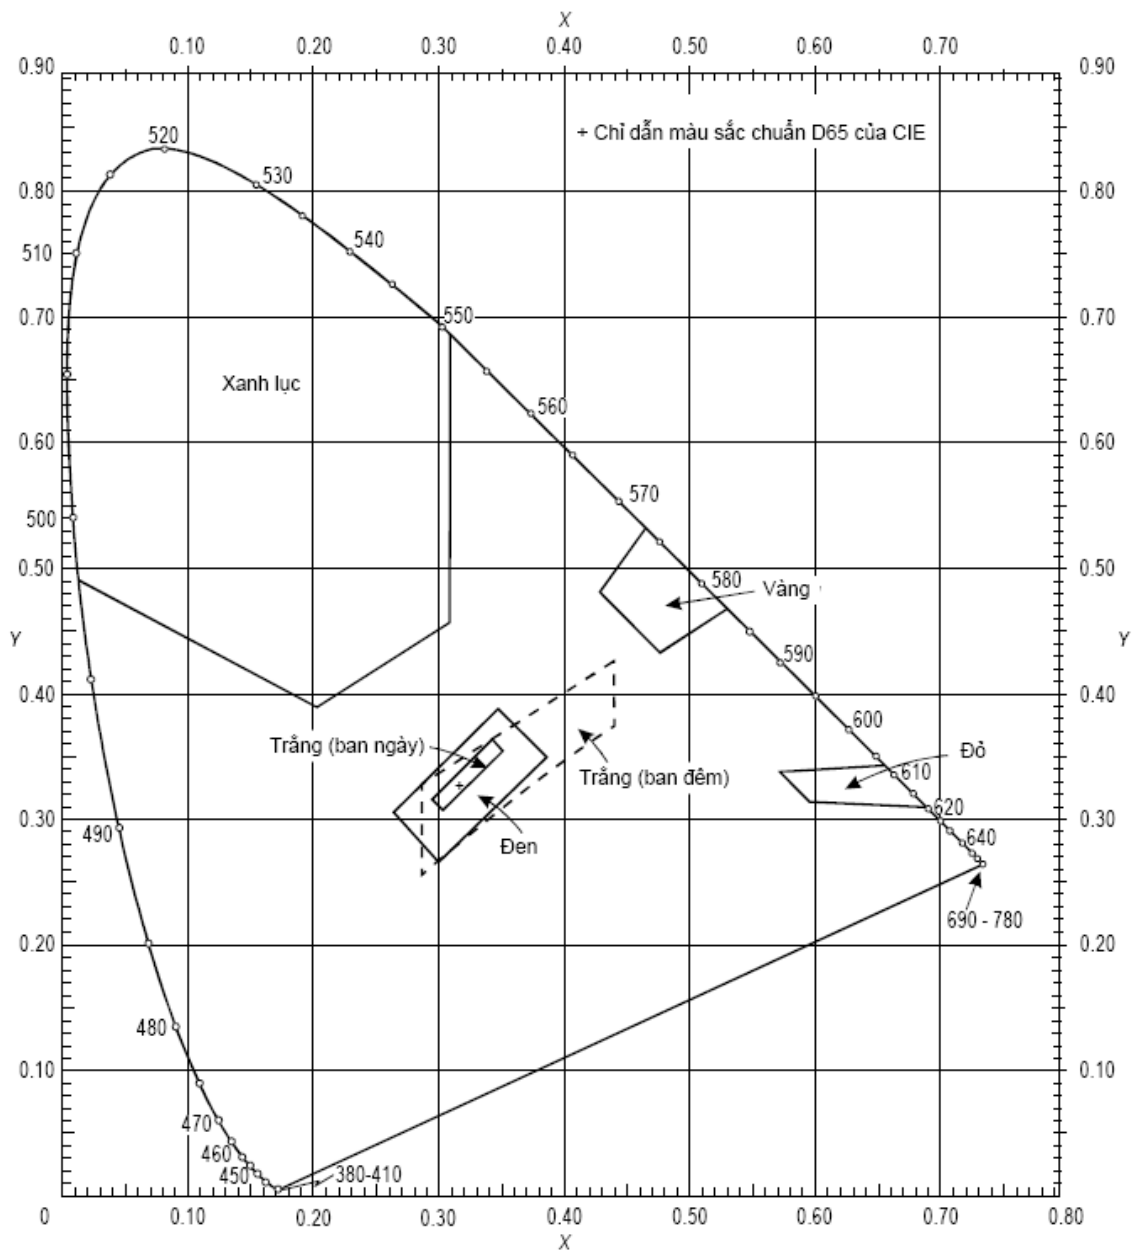 X
0.10 0.20 0.30 0.40 0.50 0.60 0.70
0.90 0.90
+ Chỉ dẫn màu sắc chuẩn D65 của CIE
520
530
0.80 0.80
540
510
550
0.70 0.70
Xanh lục
560
0.60 0.60
570
500
0.50 0.50
580
Vàng
Y Y
590
0.40 0.40
600
Trắng (ban ngày)
Đỏ
610
Trắng (ban đêm)
620
0.30 0.30
490
640
Đen
690 - 780
0.20 0.20
480
0.10 0.10
470
460
450
380-410
0 0.10 0.20 0.30 0.40 0.50 0.60 0.70 0.80
X